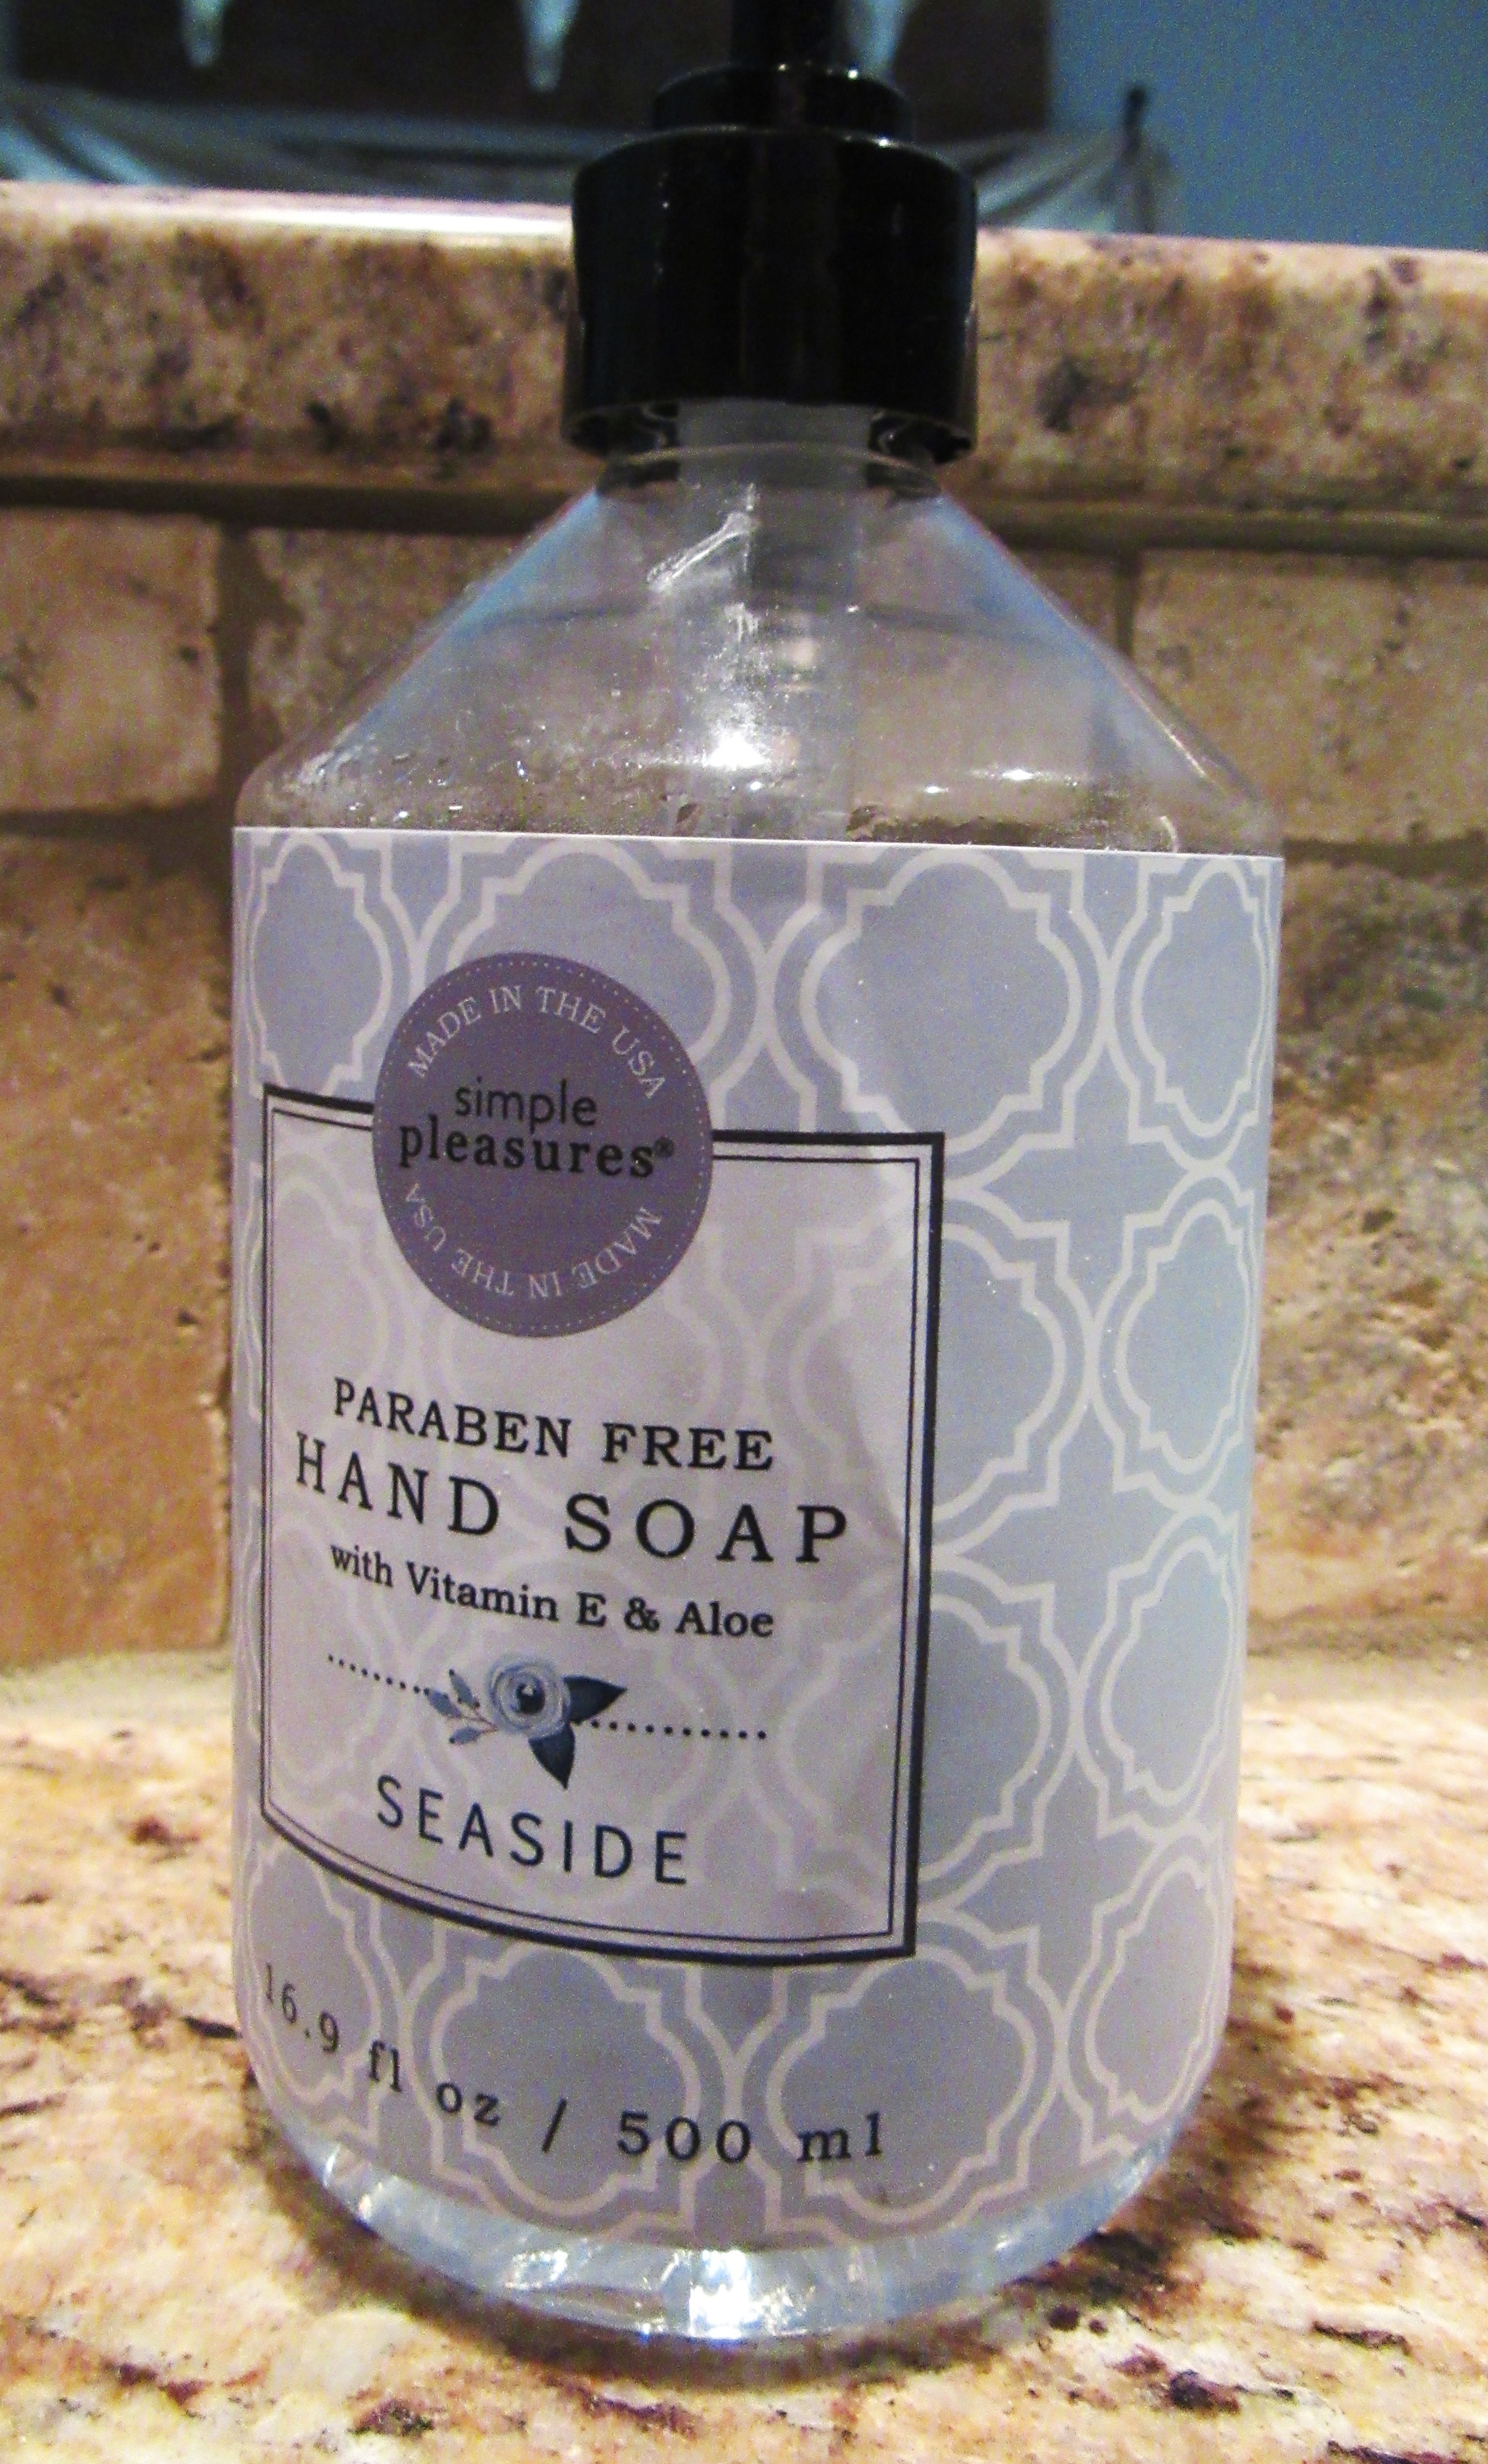 MADE IN THE USA
simple
pleasures®
MADE IN THE USA
PARABEN FREE
HAND SOAP
with Vitamin E & Aloe
SEASIDE
16.9 fl oz / 500 ml